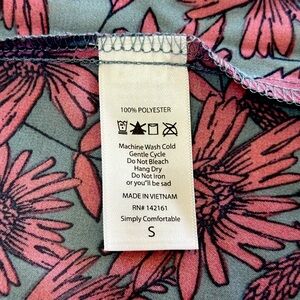 100% POLYESTER
Machine Wash Cold
Gentle Cycle
Do Not Bleach
Hang Dry
Do Not Iron
or you'll be sad
MADE IN VIETNAM
RN# 142161
Simply Comfortable
S